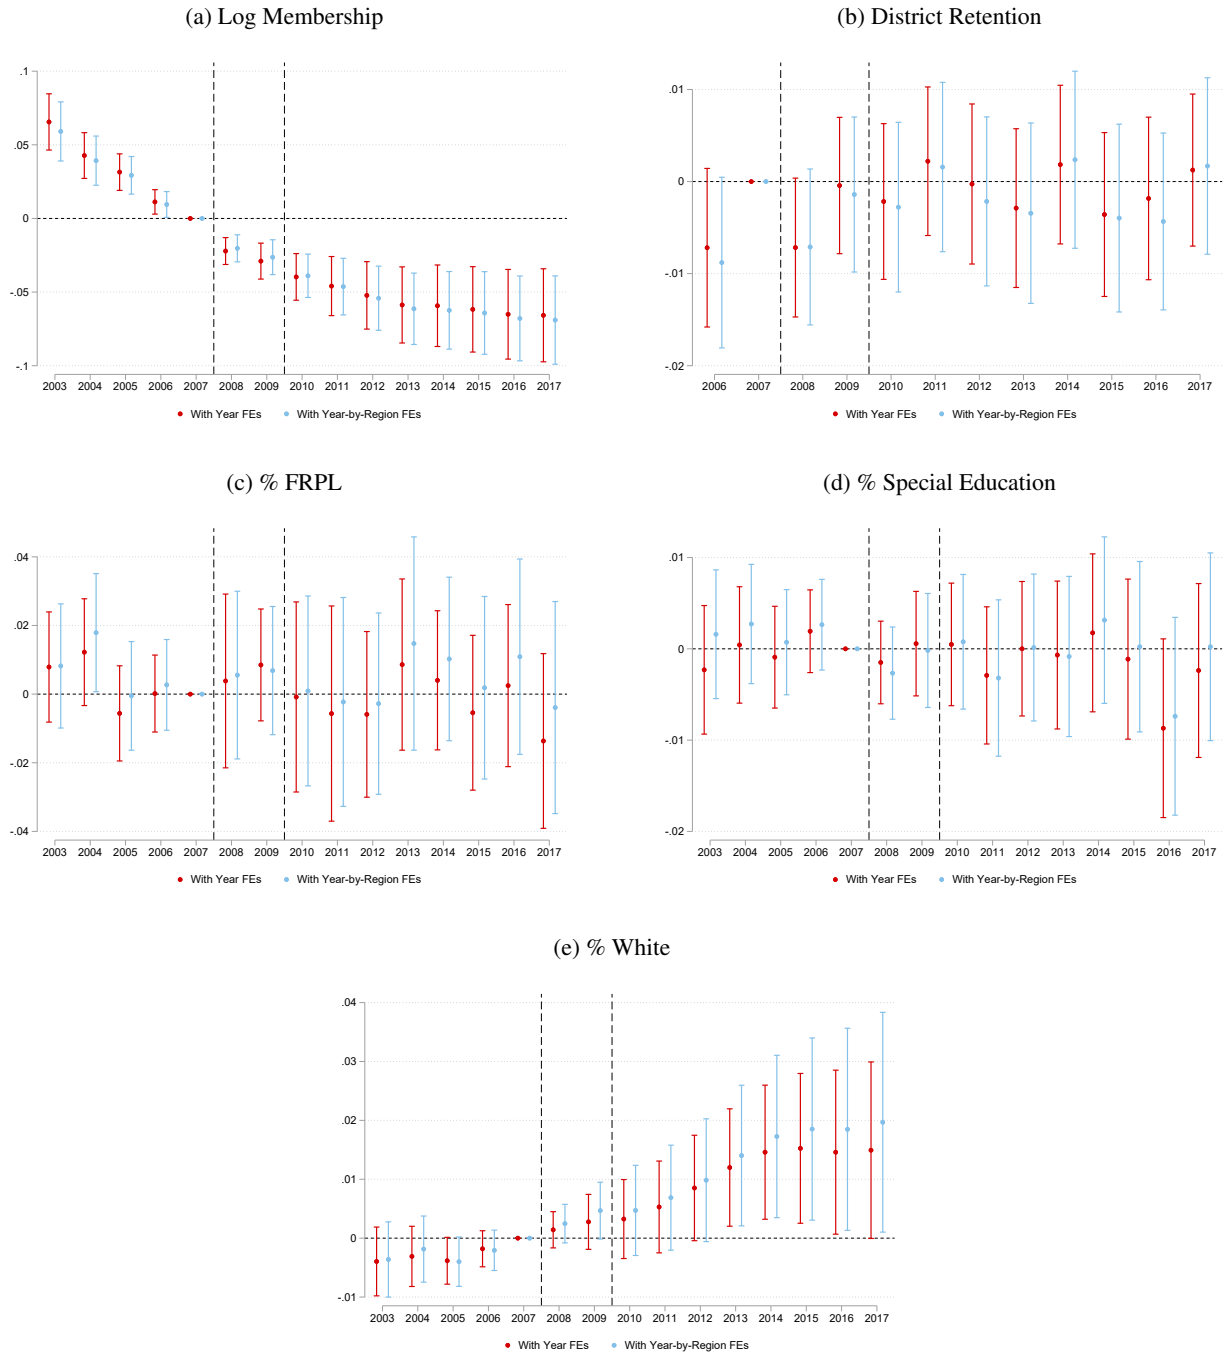 (a) Log Membership
.1
.05
0
-.05
-.1
2003 2004 2005 2006 2007 2008 2009 2010 2011 2012 2013 2014 2015 2016 2017
With Year FEs With Year-by-Region FEs
(b) District Retention
.01
0
-.01
-.02
2006 2007 2008 2009 2010 2011 2012 2013 2014 2015 2016 2017
With Year FEs With Year-by-Region FEs
(c) % FRPL
.04
.02
0
-.02
-.04
2003 2004 2005 2006 2007 2008 2009 2010 2011 2012 2013 2014 2015 2016 2017
With Year FEs With Year-by-Region FEs
(d) % Special Education
.01
0
-.01
-.02
2003 2004 2005 2006 2007 2008 2009 2010 2011 2012 2013 2014 2015 2016 2017
With Year FEs With Year-by-Region FEs
(e) % White
.04
.03
.02
.01
0
-.01
2003 2004 2005 2006 2007 2008 2009 2010 2011 2012 2013 2014 2015 2016 2017
With Year FEs With Year-by-Region FEs